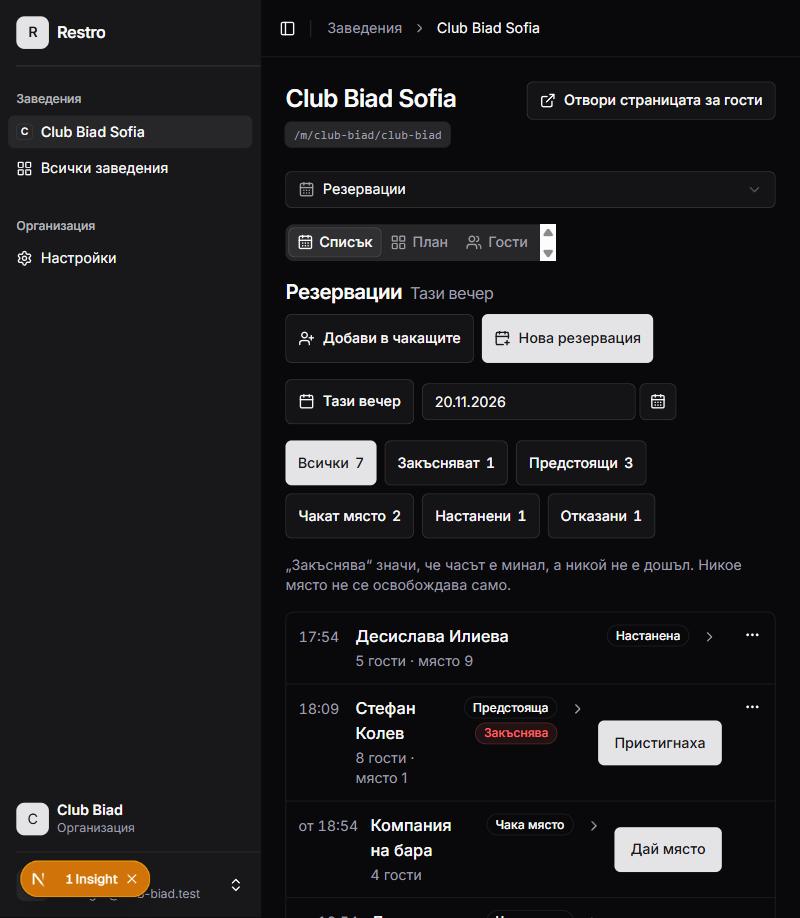 R Restro
Заведения > Club Biad Sofia
Заведения
C Club Biad Sofia
Всички заведения
Организация
Настройки
Club Biad Sofia
Отвори страницата за гости
/m/club-biad/club-biad
Резервации
Списък План Гости
Резервации Тази вечер
Добави в чакащите Нова резервация
Тази вечер 20.11.2026
Всички 7 Закъсняват 1 Предстоящи 3
Чакат място 2 Настанени 1 Отказани 1
„Закъснява“ значи, че часът е минал, а никой не е дошъл. Никое
място не се освобождава само.
17:54 Десислава Илиева Настанена
5 гости · място 9
18:09 Стефан Предстояща
Колев Закъснява Пристигнаха
8 гости ·
място 1
от 18:54 Компания Чака място
на бара Дай място
4 гости
C Club Biad
Организация
N 1 Insight
b-biad.test